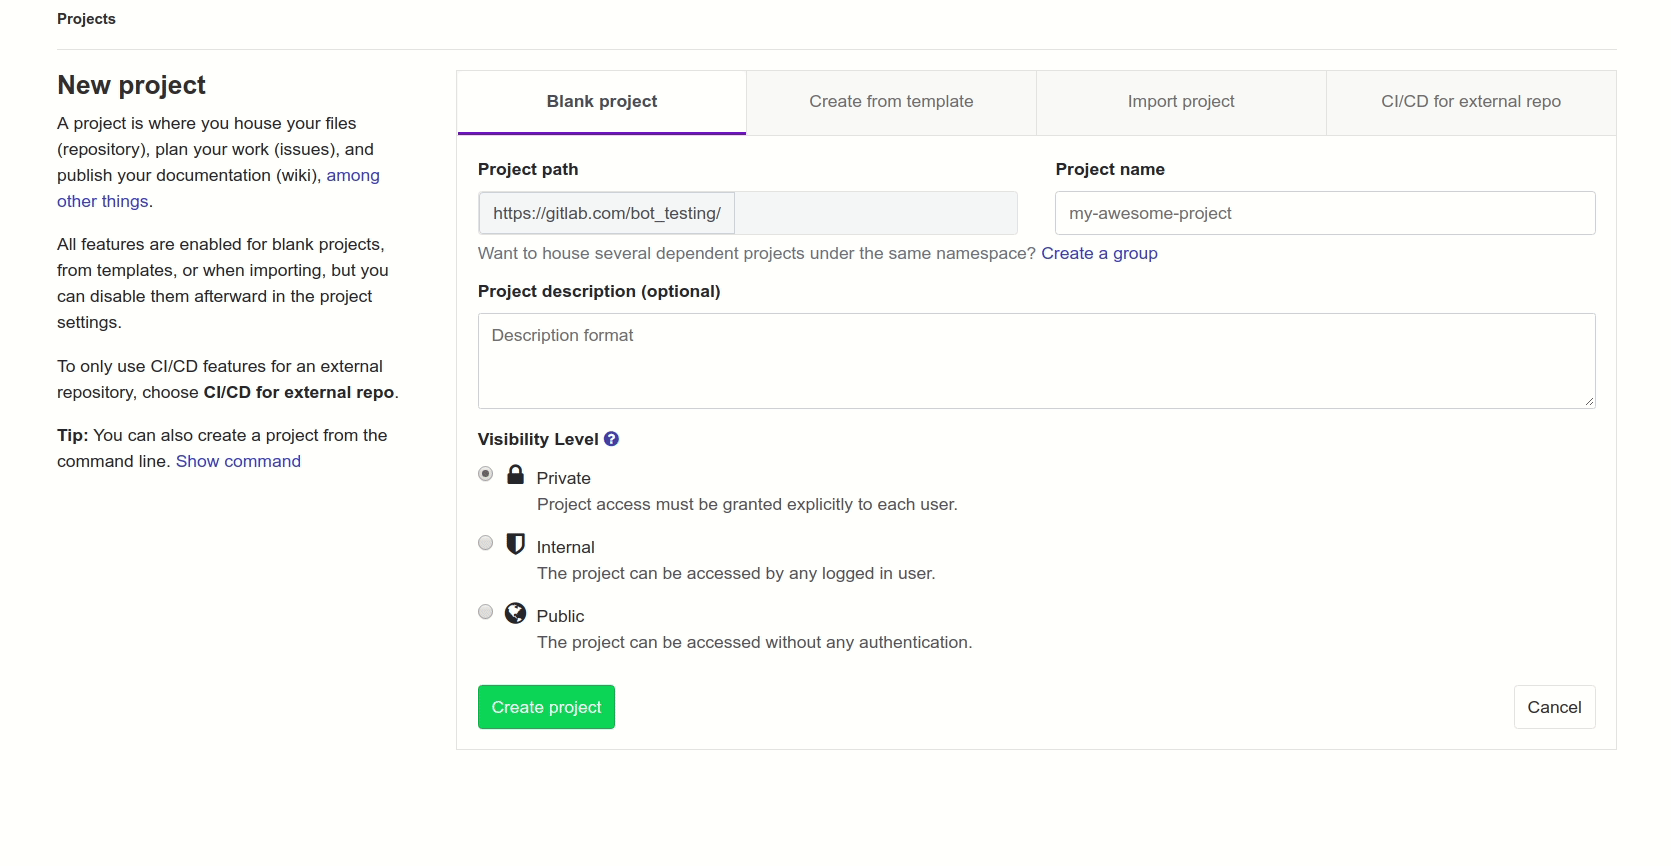 Projects
New project
A project is where you house your files
(repository), plan your work (issues), and
publish your documentation (wiki), among
other things.
All features are enabled for blank projects,
from templates, or when importing, but you
can disable them afterward in the project
settings.
To only use CI/CD features for an external
repository, choose CI/CD for external repo.
Tip: You can also create a project from the
command line. Show command
Blank project
Create from template
Import project
CI/CD for external repo
Project path
Project name
https://gitlab.com/bot_testing/
my-awesome-project
Want to house several dependent projects under the same namespace? Create a group
Project description (optional)
Description format
Visibility Level ?
Private
Project access must be granted explicitly to each user.
Internal
The project can be accessed by any logged in user.
Public
The project can be accessed without any authentication.
Create project
Cancel